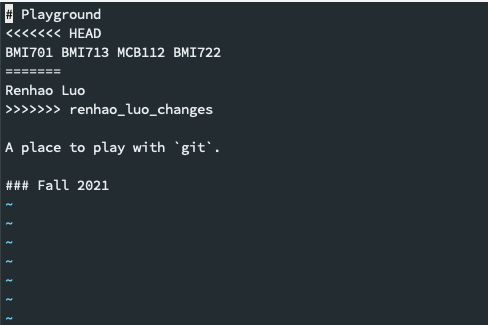 # Playground
<<<<<<< HEAD
BMI701 BMI713 MCB112 BMI722
=======
Renhao Luo
>>>>>>> renhao_luo_changes
A place to play with `git`.
### Fall 2021
~
~
~
~
~
~
~